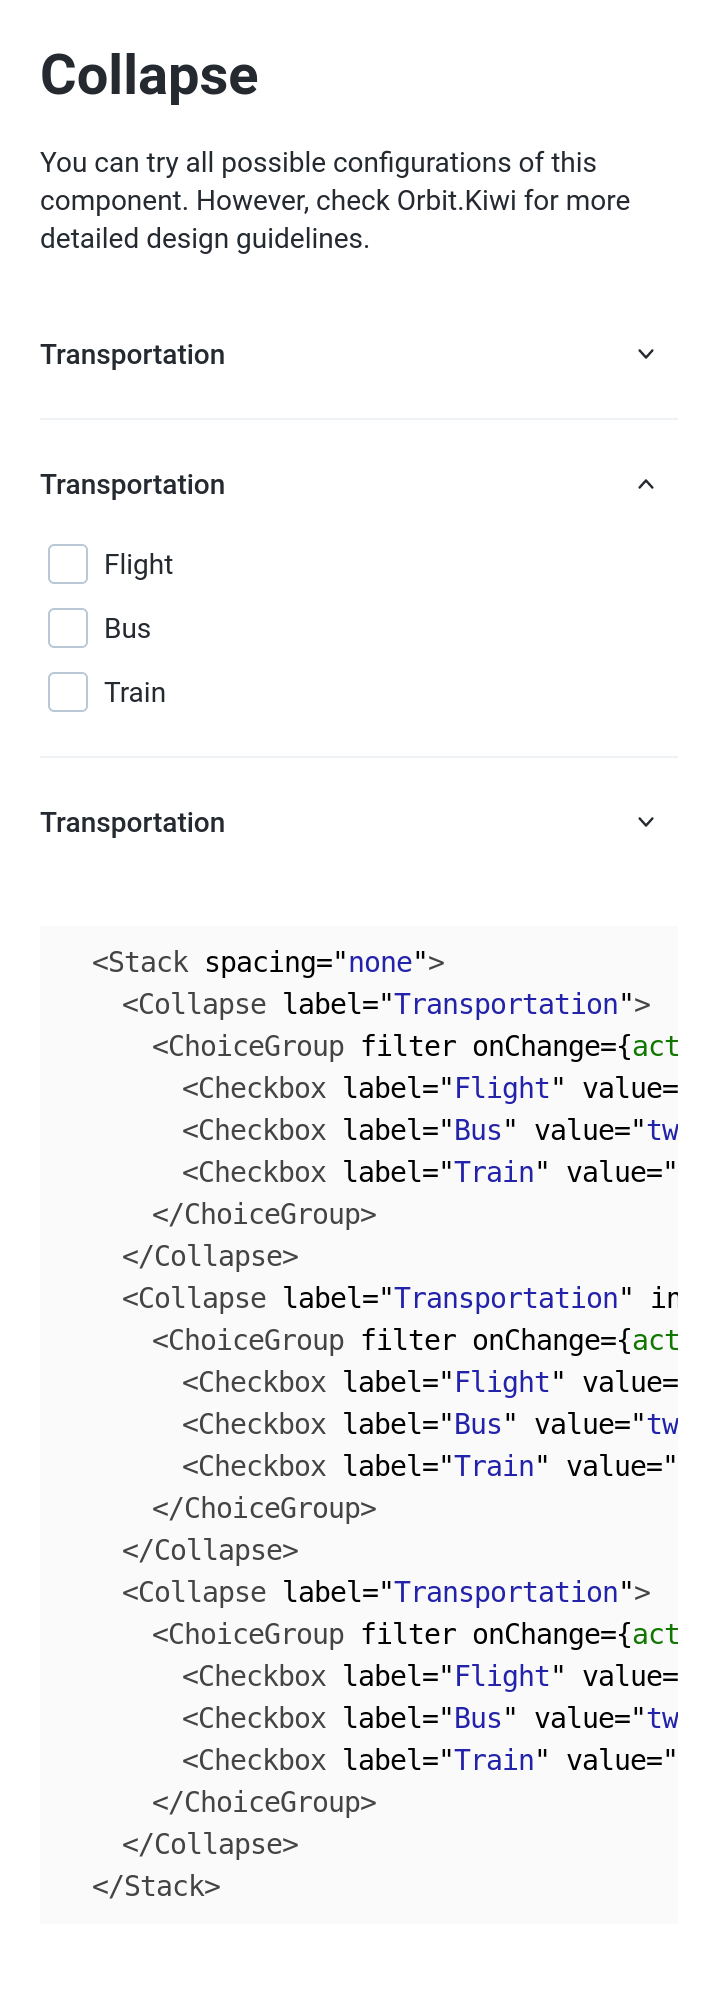 Collapse
You can try all possible configurations of this
component. However, check Orbit.Kiwi for more
detailed design guidelines.
Transportation
Transportation
Flight
Bus
Train
Transportation
<Stack spacing="none">
<Collapse label="Transportation">
<ChoiceGroup filter onChange={act
<Checkbox label="Flight" value=
<Checkbox label="Bus" value="tw
<Checkbox label="Train" value="
</ChoiceGroup>
</Collapse>
<Collapse label="Transportation" in
<ChoiceGroup filter onChange={act
<Checkbox label="Flight" value=
<Checkbox label="Bus" value="tw
<Checkbox label="Train" value="
</ChoiceGroup>
</Collapse>
<Collapse label="Transportation">
<ChoiceGroup filter onChange={act
<Checkbox label="Flight" value=
<Checkbox label="Bus" value="tw
<Checkbox label="Train" value="
</ChoiceGroup>
</Collapse>
</Stack>